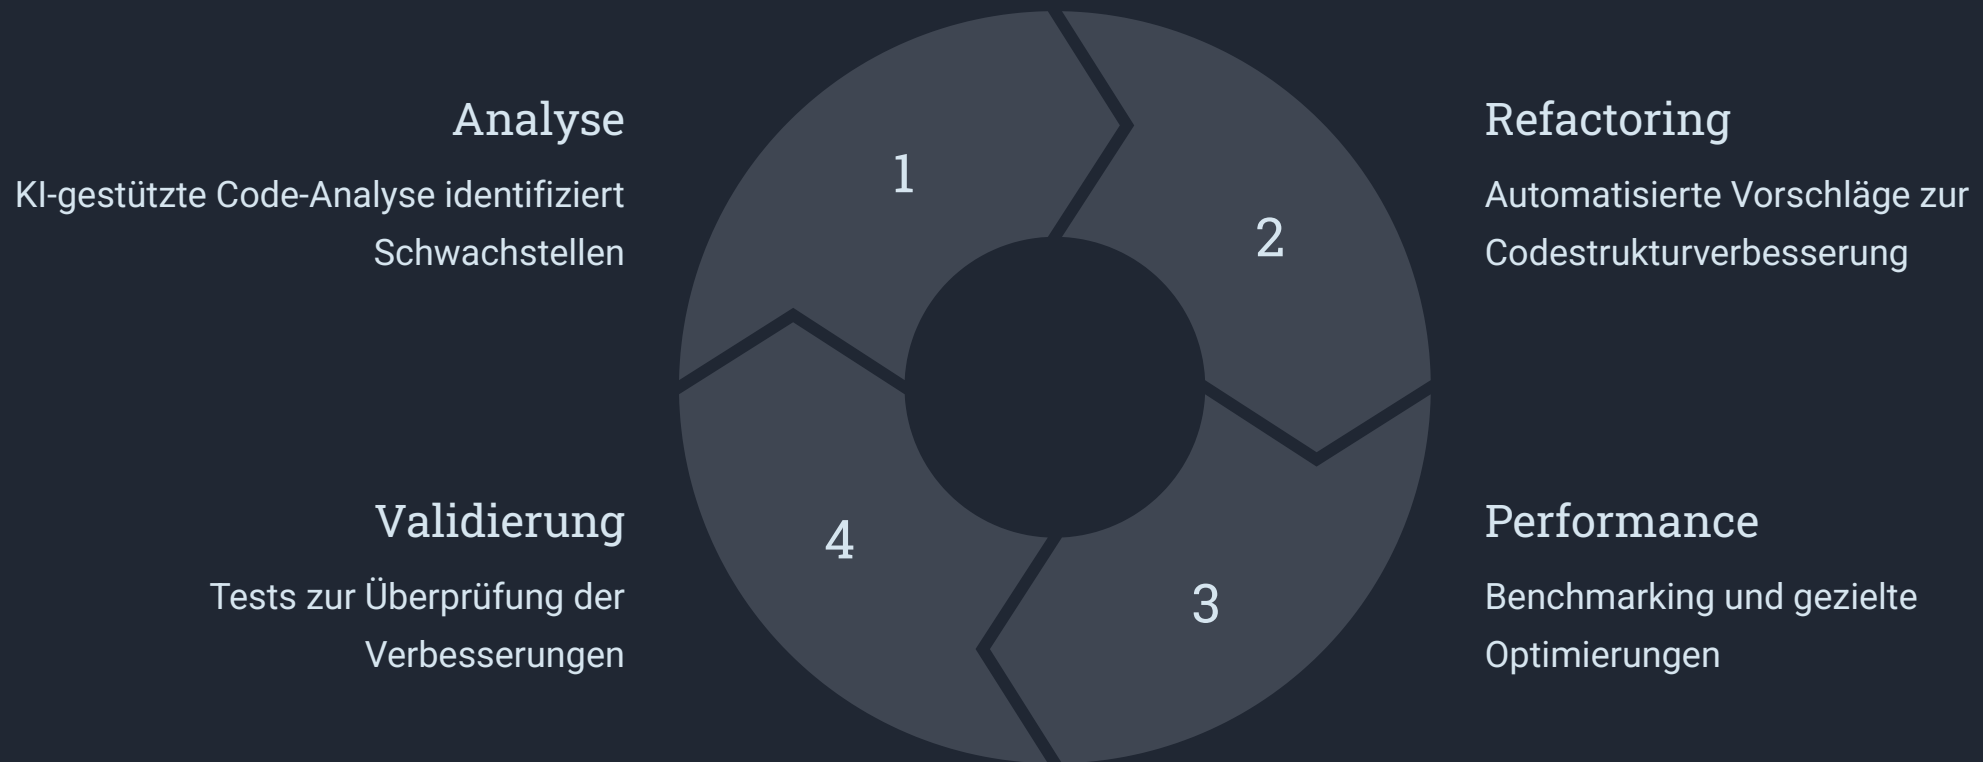 Analyse
KI-gestützte Code-Analyse identifiziert
Schwachstellen
1
Refactoring
Automatisierte Vorschläge zur
Codestrukturverbesserung
2
Performance
Benchmarking und gezielte
Optimierungen
3
Validierung
Tests zur Überprüfung der
Verbesserungen
4